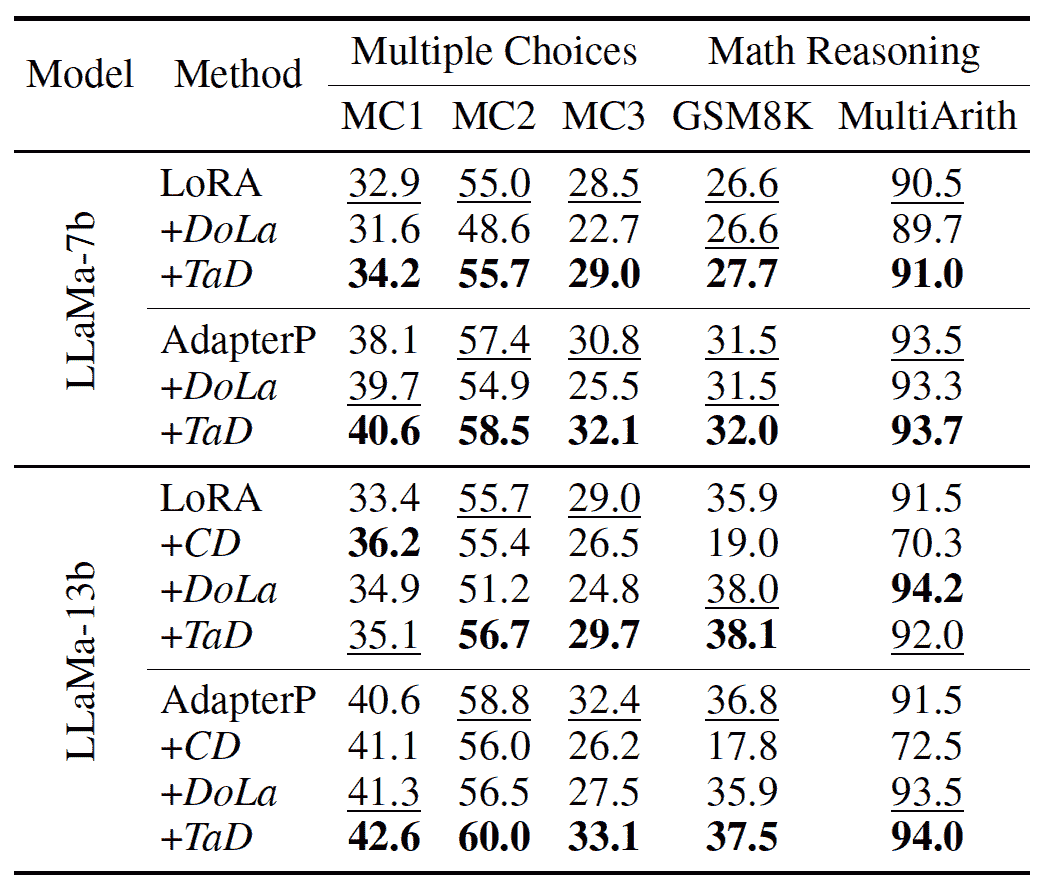 Model Method Multiple Choices Math Reasoning
MC1 MC2 MC3 GSM8K MultiArith
LLaMa-7b
LoRA 32.9 55.0 28.5 26.6 90.5
+DoLa 31.6 48.6 22.7 26.6 89.7
+TaD 34.2 55.7 29.0 27.7 91.0
AdapterP 38.1 57.4 30.8 31.5 93.5
+DoLa 39.7 54.9 25.5 31.5 93.3
+TaD 40.6 58.5 32.1 32.0 93.7
LLaMa-13b
LoRA 33.4 55.7 29.0 35.9 91.5
+CD 36.2 55.4 26.5 19.0 70.3
+DoLa 34.9 51.2 24.8 38.0 94.2
+TaD 35.1 56.7 29.7 38.1 92.0
AdapterP 40.6 58.8 32.4 36.8 91.5
+CD 41.1 56.0 26.2 17.8 72.5
+DoLa 41.3 56.5 27.5 35.9 93.5
+TaD 42.6 60.0 33.1 37.5 94.0